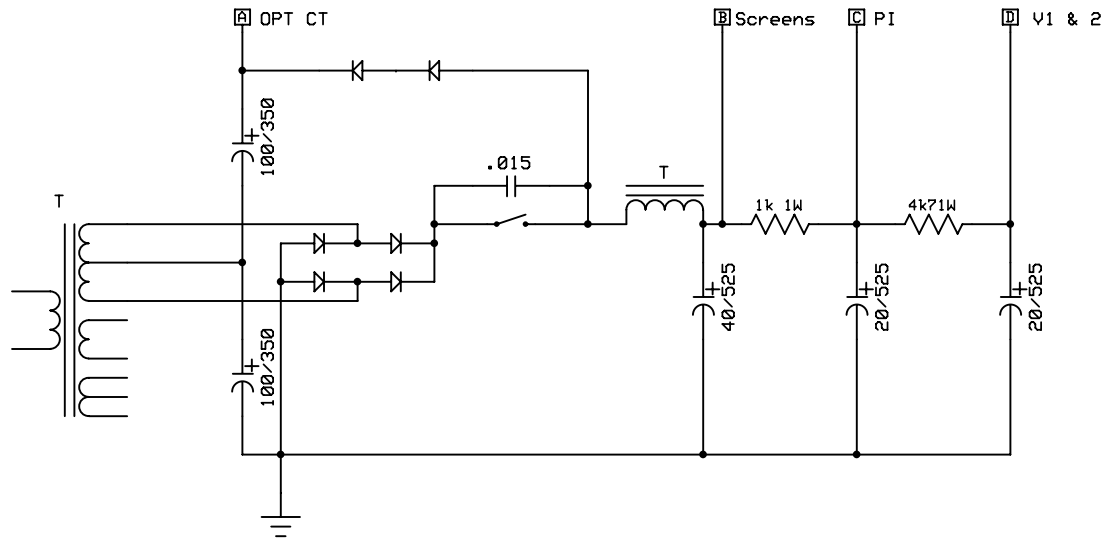 A OPT CT
B Screens
C PI
D V1 & 2
100/350
+
.015
T
T
1k 1W
4k71W
100/350
+
40/525
+
20/525
+
20/525
+